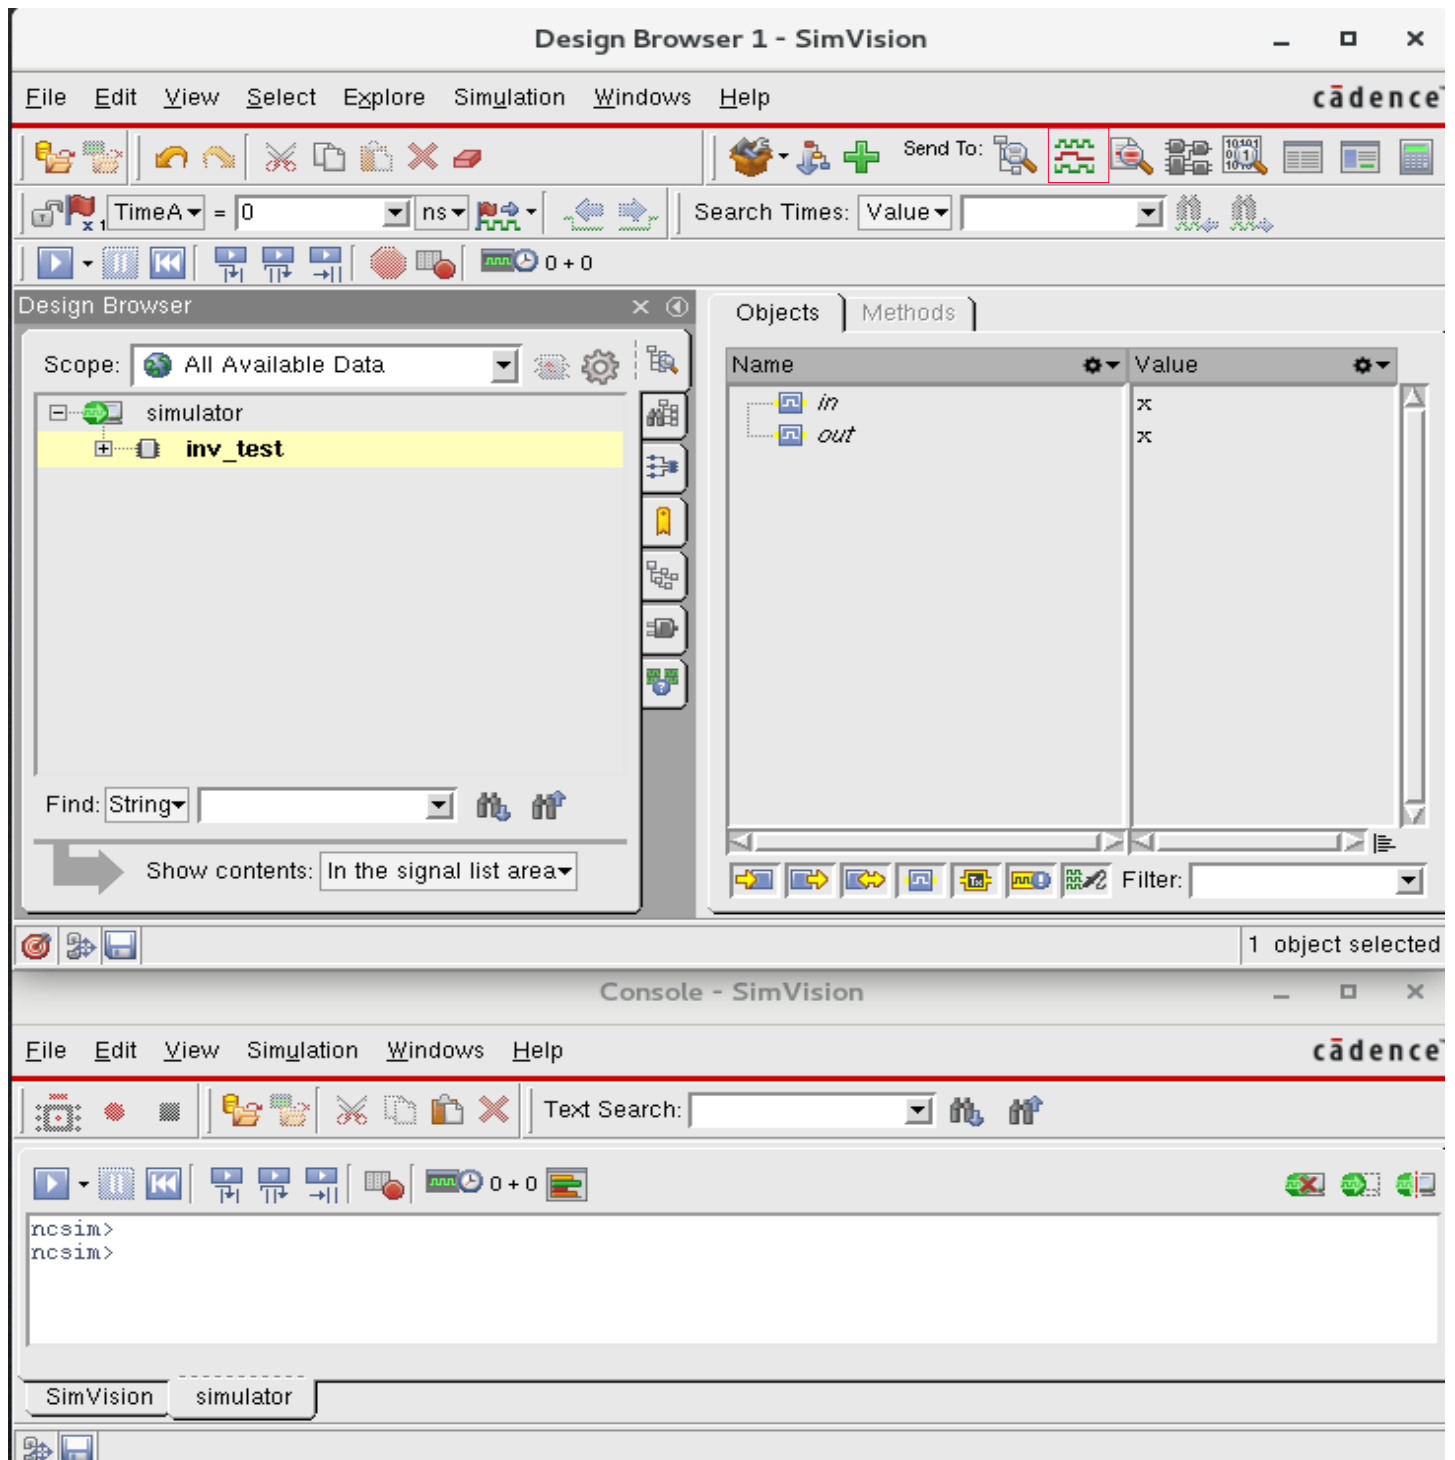 Design Browser 1 - SimVision
File Edit View Select Explore Simulation Windows Help cādence
Send To:
TimeA = 0 ns Search Times: Value
0 + 0
Design Browser
Objects Methods
Scope: All Available Data
Name Value
simulator
in x
inv_test
out x
Find: String
Show contents: In the signal list area
Filter:
1 object selected
Console - SimVision
File Edit View Simulation Windows Help cādence
Text Search:
0 + 0
ncsim>
ncsim>
SimVision simulator